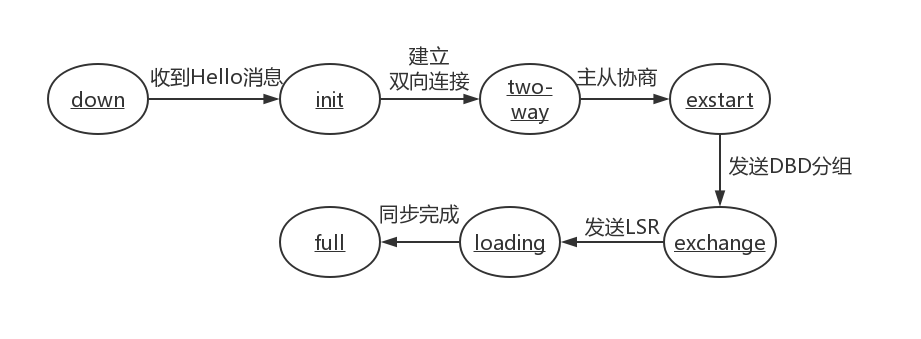 down
收到Hello消息
init
建立
双向连接
two-
way
主从协商
exstart
发送DBD分组
full
同步完成
loading
发送LSR
exchange